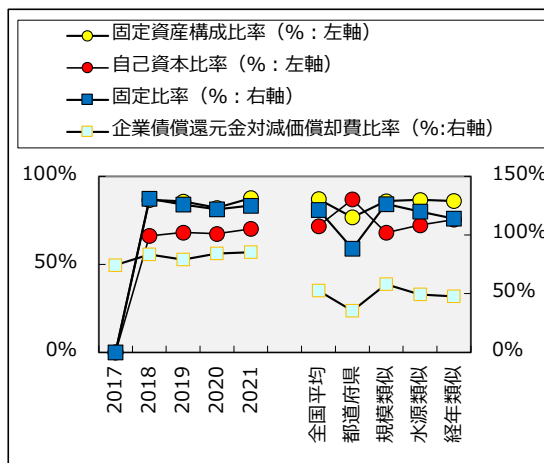 固定資産構成比率（%：左軸）
自己資本比率（%：左軸）
固定比率（%：右軸）
企業債償還元金対減価償却費比率（%:右軸）
100%
50%
0%
150%
100%
50%
0%
2017
2018
2019
2020
2021
全国平均
都道府県
規模類似
水源類似
経年類似